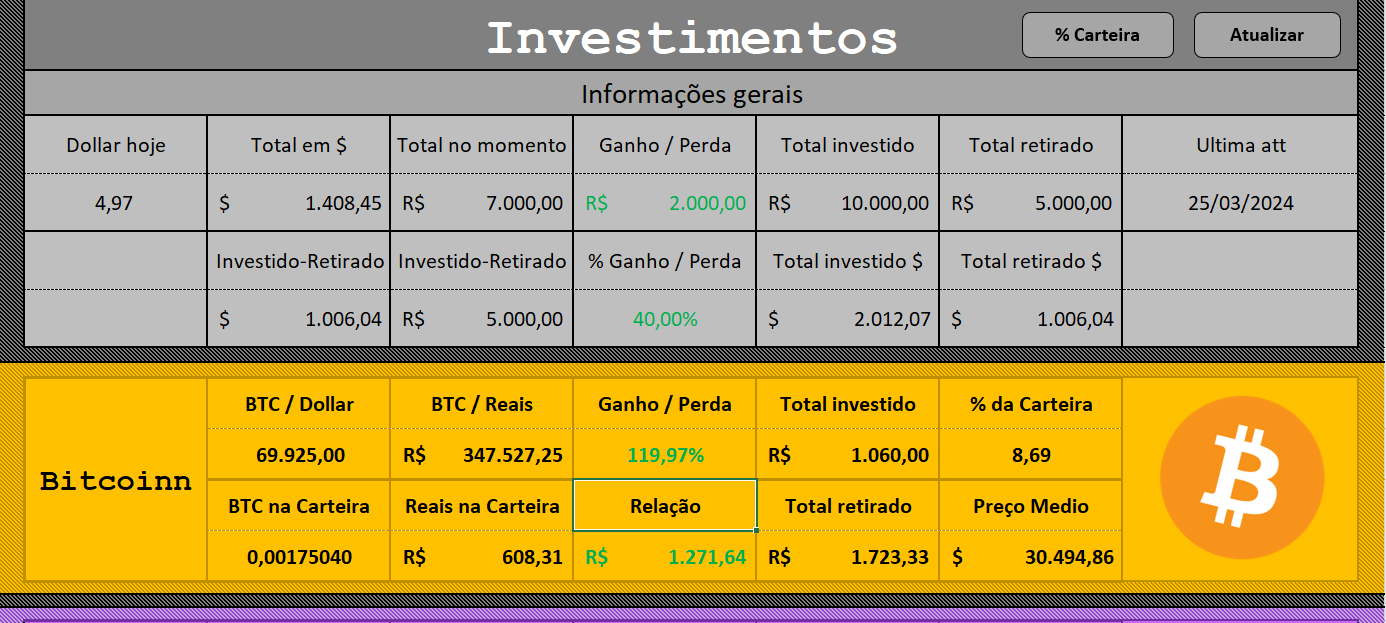 Investimentos
% Carteira
Atualizar
Informações gerais
Dollar hoje Total em $ Total no momento Ganho / Perda Total investido Total retirado Ultima att
4,97 $ 1.408,45 R$ 7.000,00 R$ 2.000,00 R$ 10.000,00 R$ 5.000,00 25/03/2024
Investido-Retirado Investido-Retirado % Ganho / Perda Total investido $ Total retirado $
$ 1.006,04 R$ 5.000,00 40,00% $ 2.012,07 $ 1.006,04
Bitcoinn
BTC / Dollar BTC / Reais Ganho / Perda Total investido % da Carteira
69.925,00 R$ 347.527,25 119,97% R$ 1.060,00 8,69
BTC na Carteira Reais na Carteira Relação Total retirado Preço Medio
0,00175040 R$ 608,31 R$ 1.271,64 R$ 1.723,33 $ 30.494,86